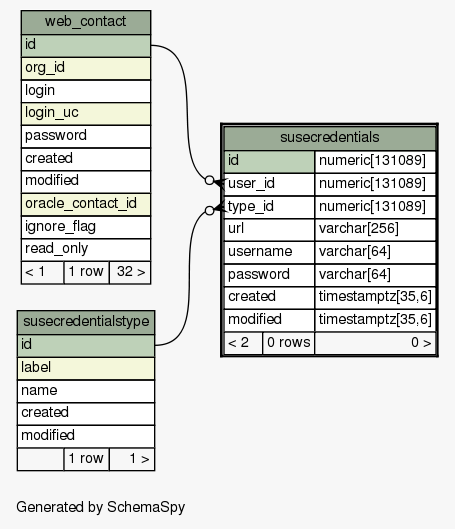 web_contact
id
org_id
login
login_uc
password
created
modified
oracle_contact_id
ignore_flag
read_only
< 1 1 row 32 >
susecredentials
id numeric[131089]
user_id numeric[131089]
type_id numeric[131089]
url varchar[256]
username varchar[64]
password varchar[64]
created timestamptz[35,6]
modified timestamptz[35,6]
< 2 0 rows 0 >
susecredentialstype
id
label
name
created
modified
1 row 1 >
Generated by SchemaSpy